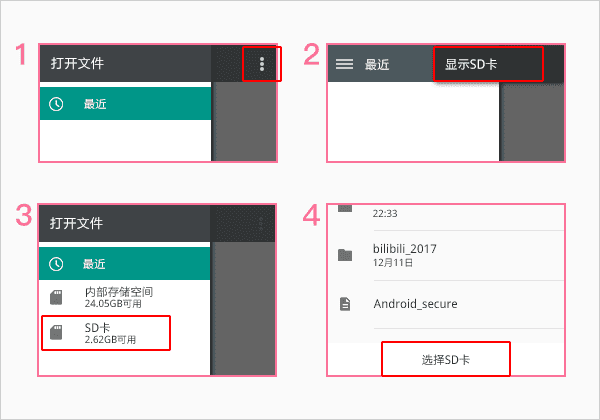 1
打开文件
最近
2
最近
显示SD卡
3
打开文件
最近
内部存储空间
24.05GB可用
SD卡
2.62GB可用
4
22:33
bilibili_2017
12月11日
Android_secure
选择SD卡